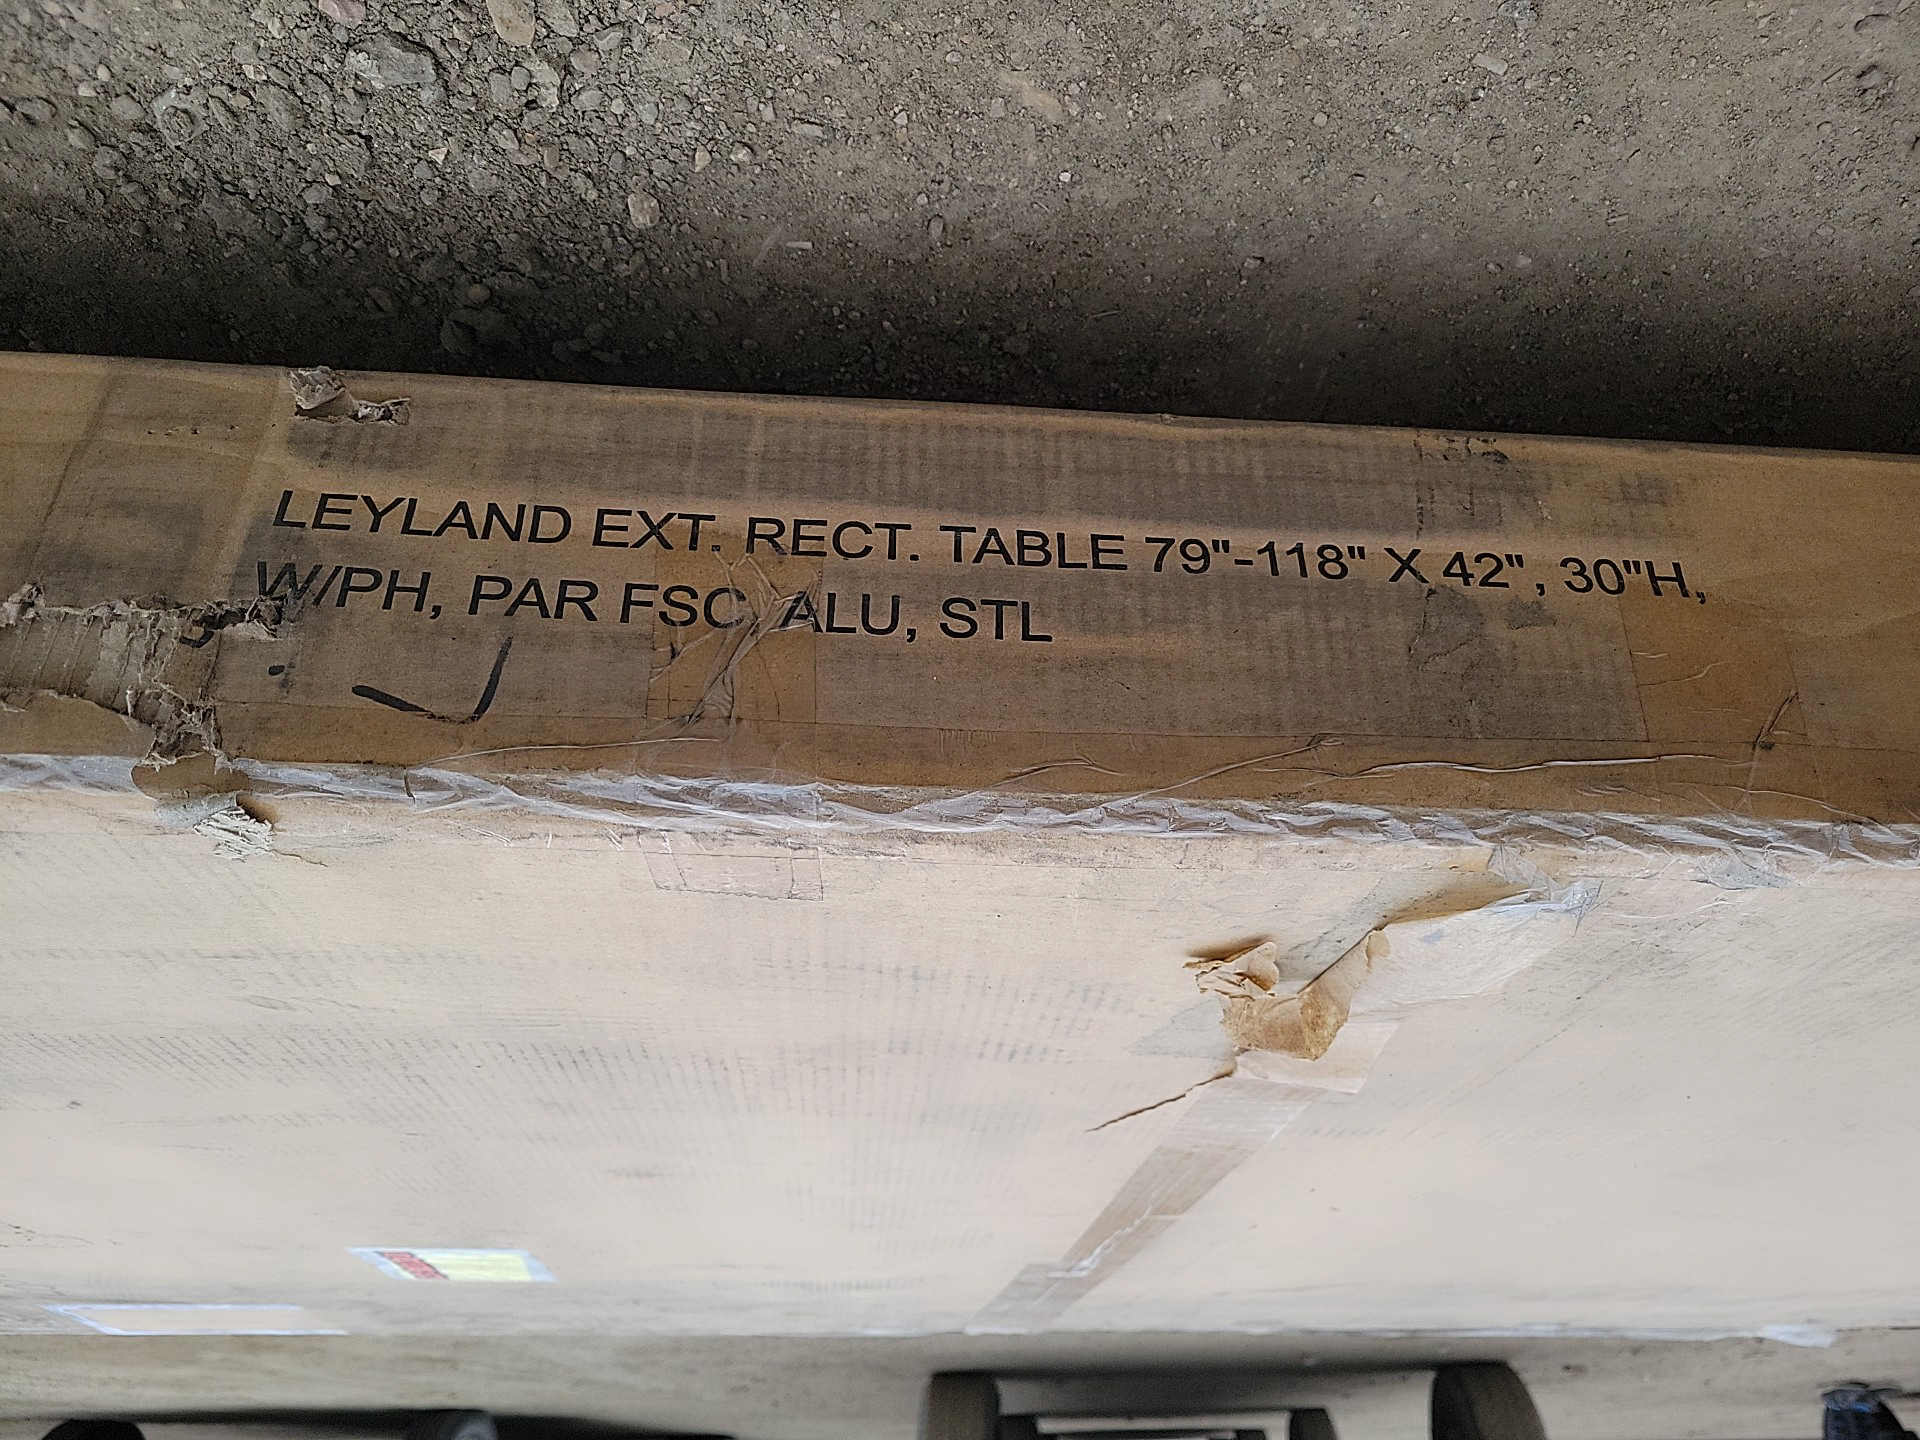 LEYLAND EXT. RECT. TABLE 79"-118" X 42", 30"H,
W/PH, PAR FSC, ALU, STL